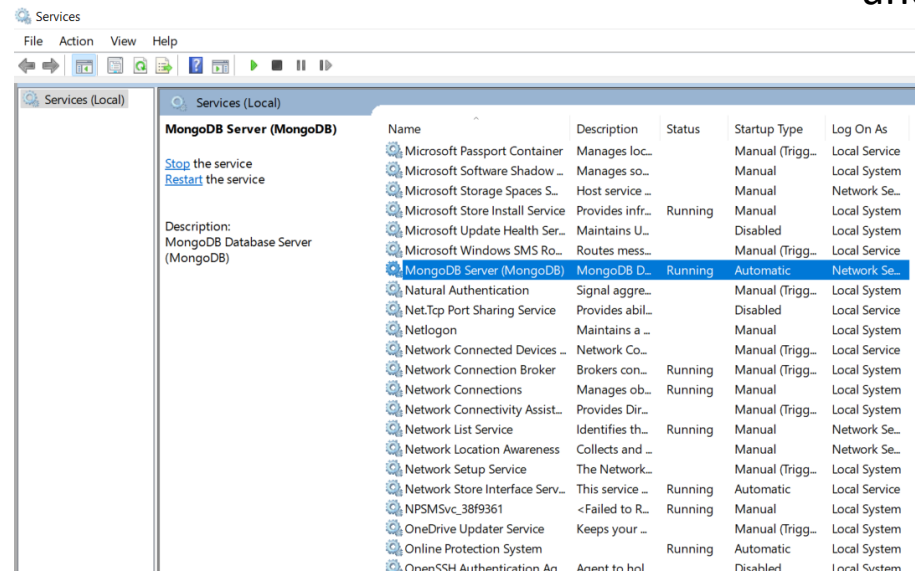 Services
File Action View Help
Services (Local)
Services (Local)
MongoDB Server (MongoDB)
Stop the service
Restart the service
Description:
MongoDB Database Server
(MongoDB)
Name Description Status Startup Type Log On As
Microsoft Passport Container Manages loc... Manual (Trigg... Local Service
Microsoft Software Shadow ... Manages so... Manual Local System
Microsoft Storage Spaces S... Host service ... Manual Network Se...
Microsoft Store Install Service Provides infr... Running Manual Local System
Microsoft Update Health Ser... Maintains U... Disabled Local System
Microsoft Windows SMS Ro... Routes mess... Manual (Trigg... Local Service
MongoDB Server (MongoDB) MongoDB D... Running Automatic Network Se...
Natural Authentication Signal aggre... Manual (Trigg... Local System
Net.Tcp Port Sharing Service Provides abil... Disabled Local Service
Netlogon Maintains a ... Manual Local System
Network Connected Devices ... Network Co... Manual (Trigg... Local Service
Network Connection Broker Brokers con... Running Manual (Trigg... Local System
Network Connections Manages ob... Running Manual Local System
Network Connectivity Assist... Provides Dir... Manual (Trigg... Local System
Network List Service Identifies th... Running Manual Network Se...
Network Location Awareness Collects and ... Manual Network Se...
Network Setup Service The Network... Manual (Trigg... Local System
Network Store Interface Serv... This service ... Running Automatic Local Service
NPSMSvc_38f9361 <Failed to R... Running Manual Local System
OneDrive Updater Service Keeps your ... Manual (Trigg... Local System
Online Protection System Running Automatic Local System
OpenSSH Authentication Ag... Agent to hol... Disabled Local System